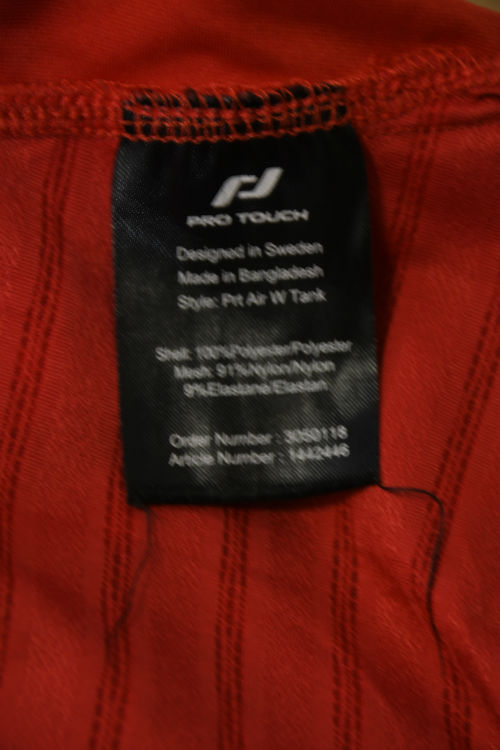 PRO TOUCH
Designed in Sweden
Made in Bangladesh
Style: Prt Air W Tank
Shell: 100%Polyester/Polyester
Mesh: 91%Nylon/Nylon
9%Elastane/Elastan
Order Number : 3050118
Article Number : 1442446